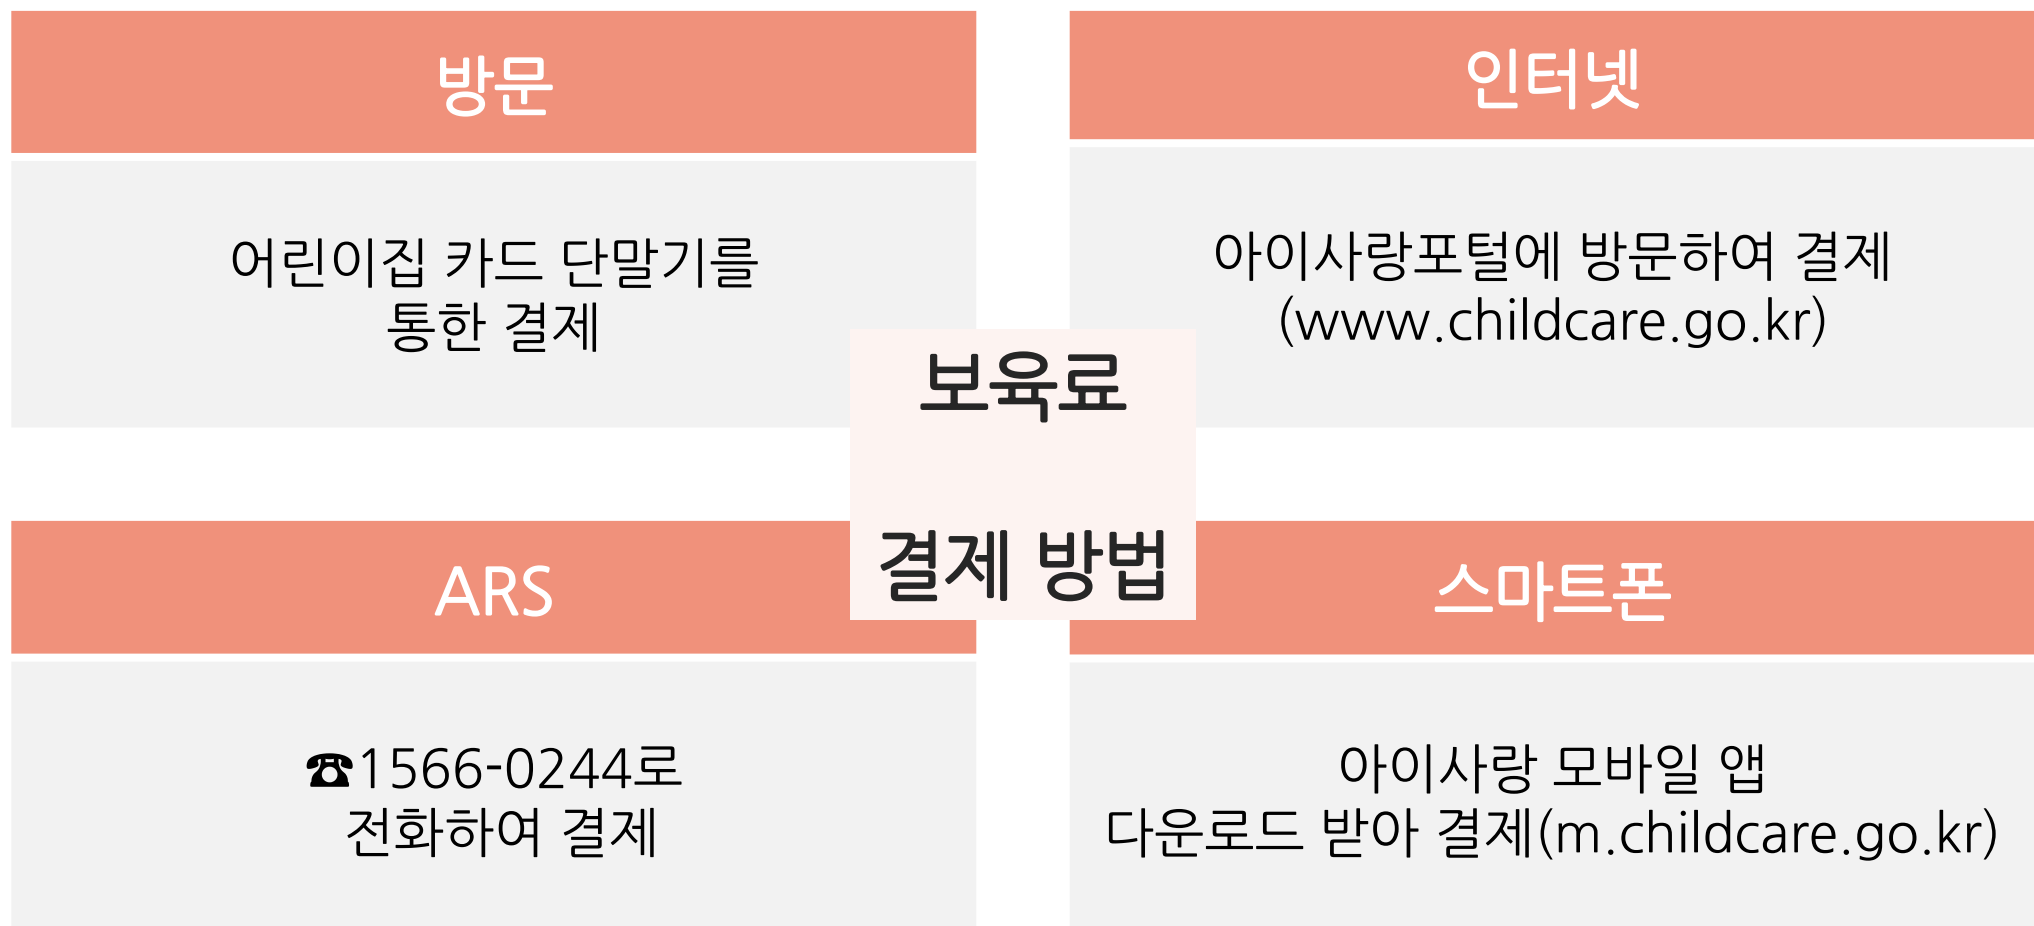 방문
어린이집 카드 단말기를
통한 결제
인터넷
아이사랑포털에 방문하여 결제
(www.childcare.go.kr)
보육료
결제 방법
ARS
☎1566-0244로
전화하여 결제
스마트폰
아이사랑 모바일 앱
다운로드 받아 결제(m.childcare.go.kr)